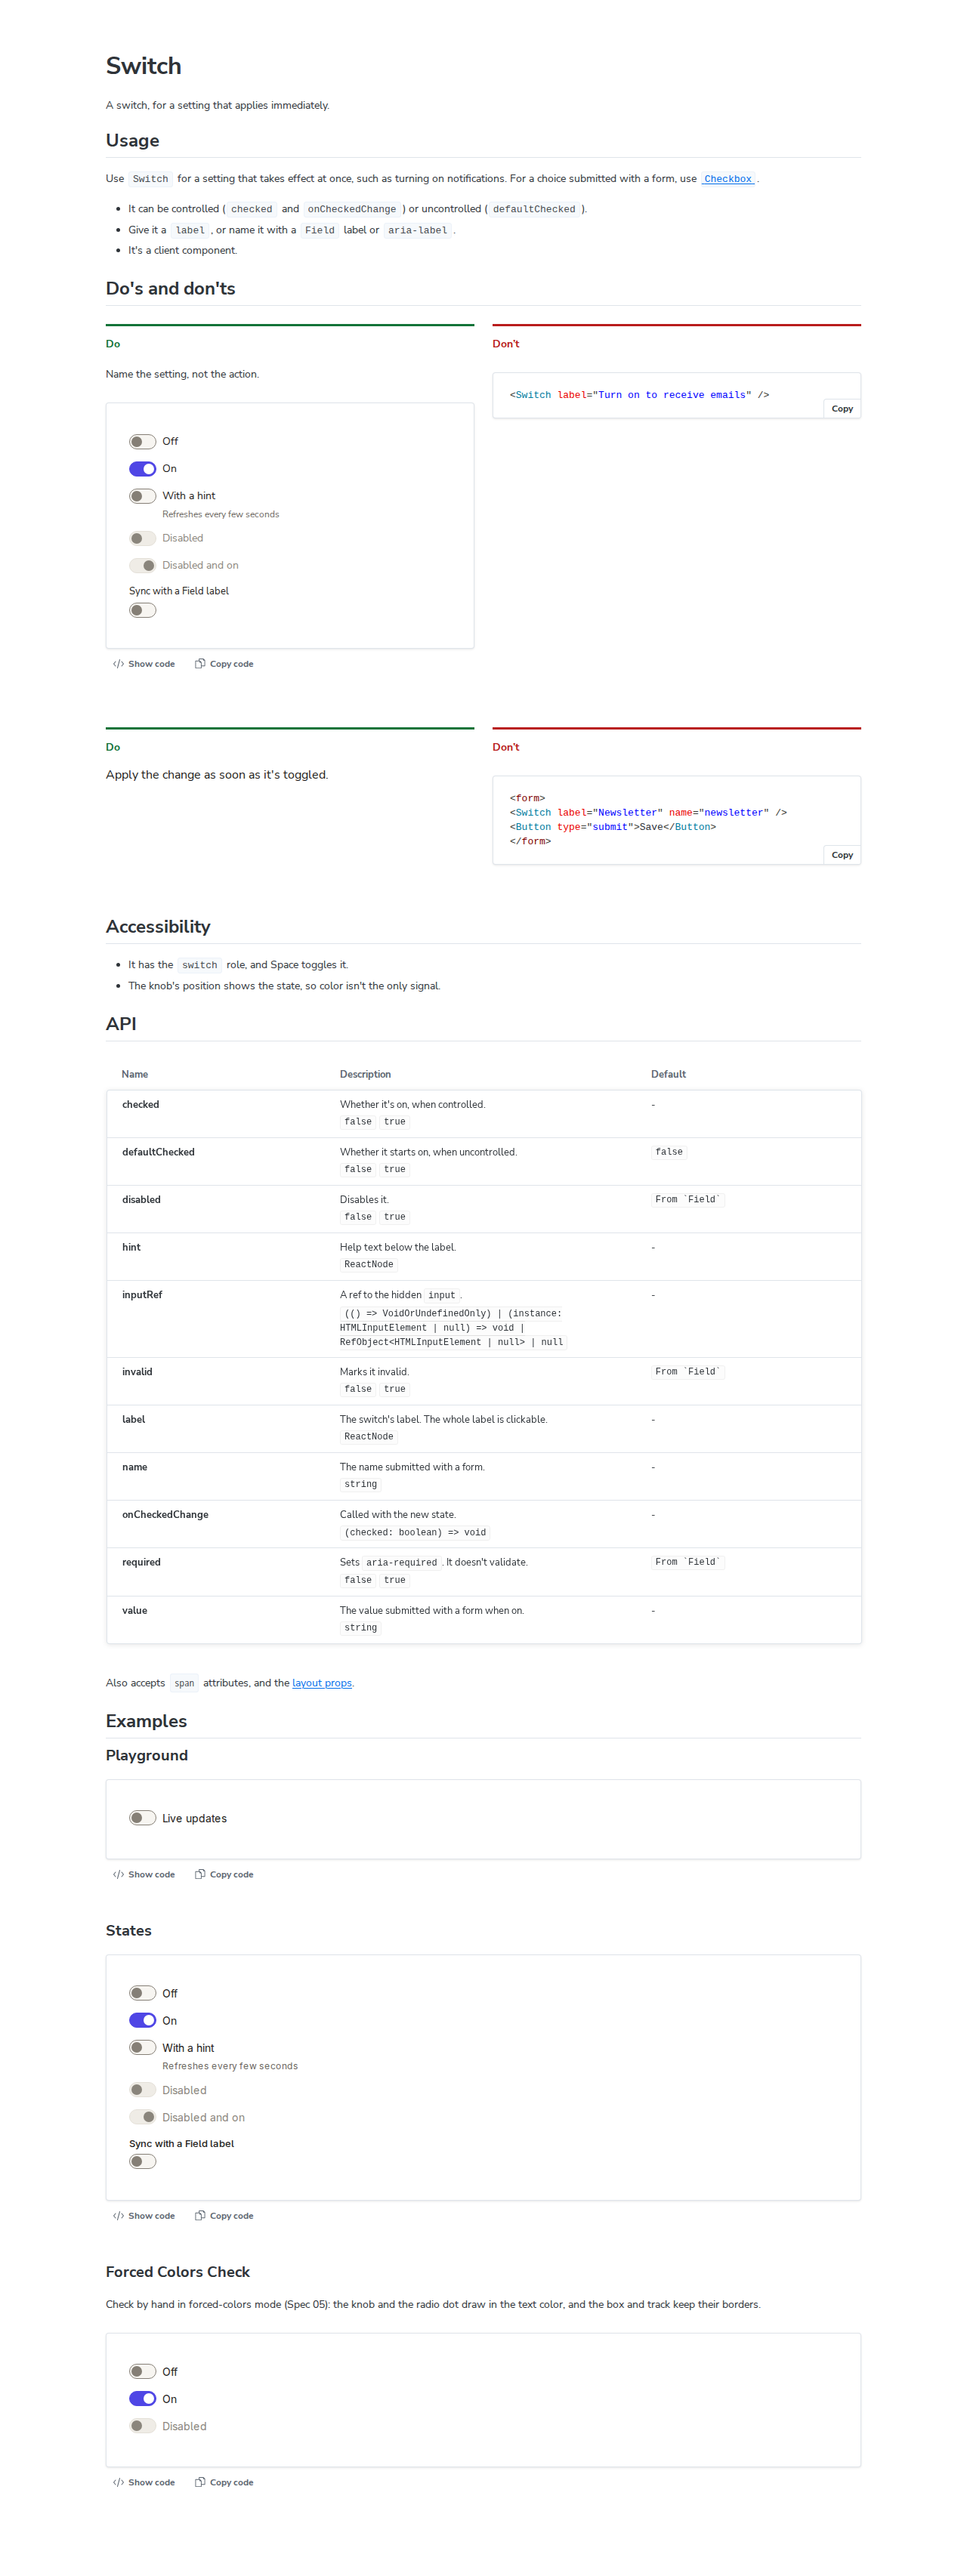 Switch
A switch, for a setting that applies immediately.
Usage
Use Switch for a setting that takes effect at once, such as turning on notifications. For a choice submitted with a form, use Checkbox .
It can be controlled ( checked and onCheckedChange ) or uncontrolled ( defaultChecked ).
Give it a label , or name it with a Field label or aria-label .
It's a client component.
Do's and don'ts
Do
Name the setting, not the action.
Off
On
With a hint
Refreshes every few seconds
Disabled
Disabled and on
Sync with a Field label
Show code Copy code
Don't
<Switch label="Turn on to receive emails" />
Copy
Do
Apply the change as soon as it's toggled.
Don't
<form>
<Switch label="Newsletter" name="newsletter" />
<Button type="submit">Save</Button>
</form>
Copy
Accessibility
It has the switch role, and Space toggles it.
The knob's position shows the state, so color isn't the only signal.
API
Name Description Default
checked Whether it's on, when controlled. -
false true
defaultChecked Whether it starts on, when uncontrolled. false
false true
disabled Disables it. From `Field`
false true
hint Help text below the label. -
ReactNode
inputRef A ref to the hidden input . -
(() => VoidOrUndefinedOnly) | (instance:
HTMLInputElement | null) => void |
RefObject<HTMLInputElement | null> | null
invalid Marks it invalid. From `Field`
false true
label The switch's label. The whole label is clickable. -
ReactNode
name The name submitted with a form. -
string
onCheckedChange Called with the new state. -
(checked: boolean) => void
required Sets aria-required . It doesn't validate. From `Field`
false true
value The value submitted with a form when on. -
string
Also accepts span attributes, and the layout props.
Examples
Playground
Live updates
Show code Copy code
States
Off
On
With a hint
Refreshes every few seconds
Disabled
Disabled and on
Sync with a Field label
Show code Copy code
Forced Colors Check
Check by hand in forced-colors mode (Spec 05): the knob and the radio dot draw in the text color, and the box and track keep their borders.
Off
On
Disabled
Show code Copy code